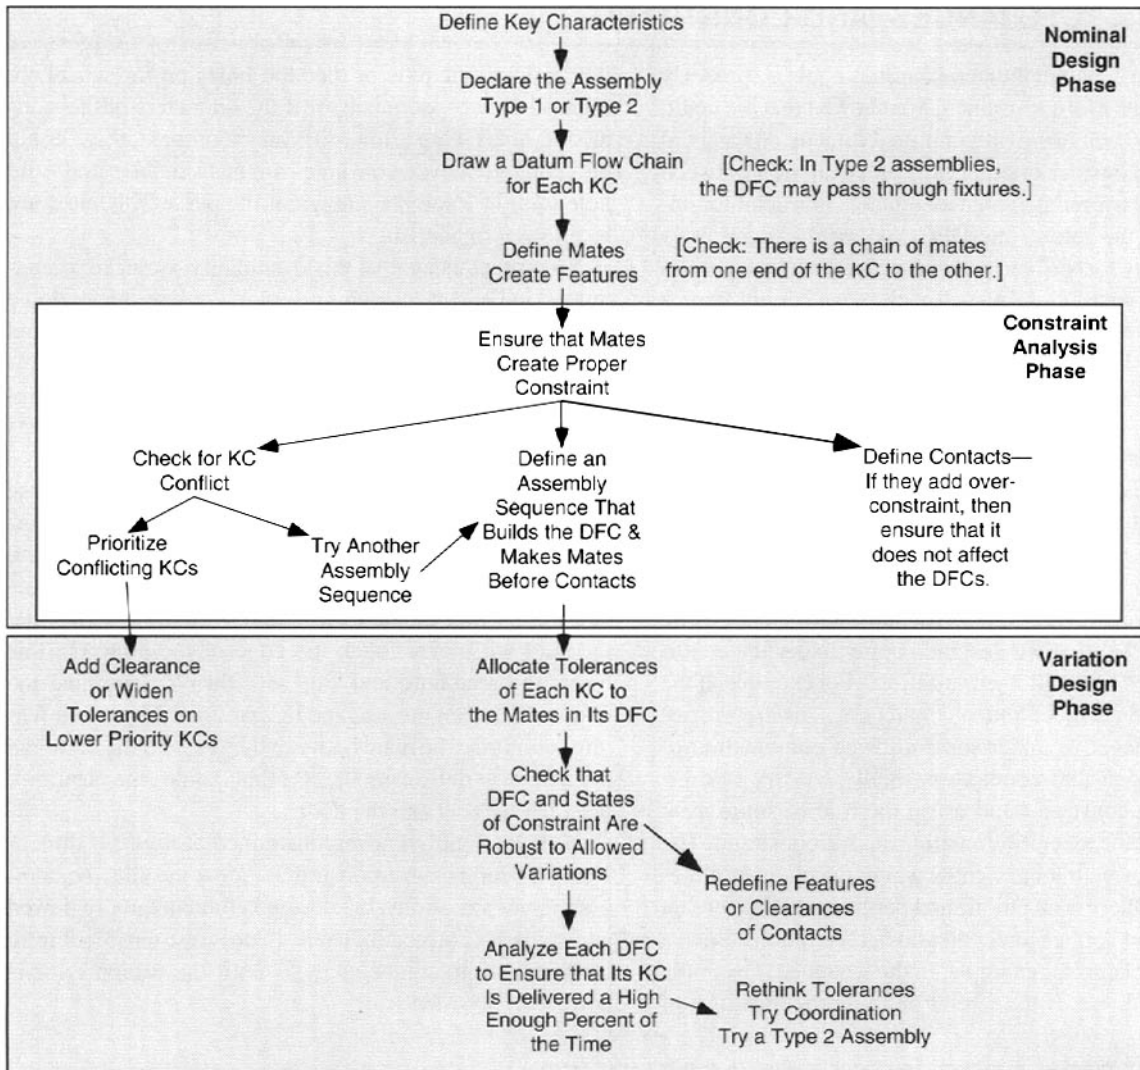 Define Key Characteristics
Nominal
Design
Phase
Declare the Assembly
Type 1 or Type 2
Draw a Datum Flow Chain
for Each KC
[Check: In Type 2 assemblies,
the DFC may pass through fixtures.]
Define Mates
Create Features
[Check: There is a chain of mates
from one end of the KC to the other.]
Ensure that Mates
Create Proper
Constraint
Constraint
Analysis
Phase
Check for KC
Conflict
Define an
Assembly
Sequence That
Builds the DFC &
Makes Mates
Before Contacts
Define Contacts—
If they add over-
constraint, then
ensure that it
does not affect
the DFCs.
Prioritize
Conflicting KCs
Try Another
Assembly
Sequence
Add Clearance
or Widen
Tolerances on
Lower Priority KCs
Allocate Tolerances
of Each KC to
the Mates in Its DFC
Variation
Design
Phase
Check that
DFC and States
of Constraint Are
Robust to Allowed
Variations
Redefine Features
or Clearances
of Contacts
Analyze Each DFC
to Ensure that Its KC
Is Delivered a High
Enough Percent of
the Time
Rethink Tolerances
Try Coordination
Try a Type 2 Assembly